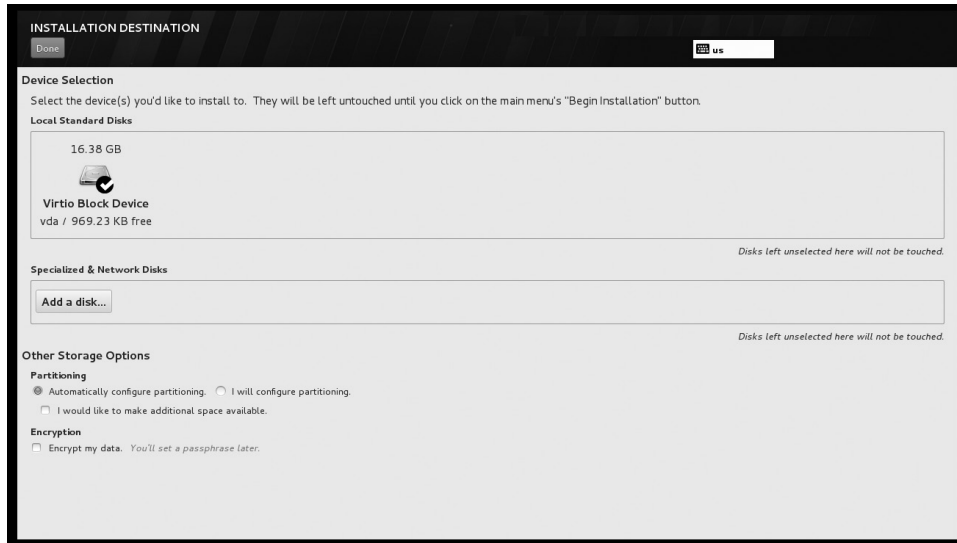 INSTALLATION DESTINATION
Done
us
Device Selection
Select the device(s) you'd like to install to. They will be left untouched until you click on the main menu's "Begin Installation" button.
Local Standard Disks
16.38 GB
Virtio Block Device
vda / 969.23 KB free
Disks left unselected here will not be touched.
Specialized & Network Disks
Add a disk...
Disks left unselected here will not be touched.
Other Storage Options
Partitioning
Automatically configure partitioning. I will configure partitioning.
I would like to make additional space available.
Encryption
Encrypt my data. You'll set a passphrase later.